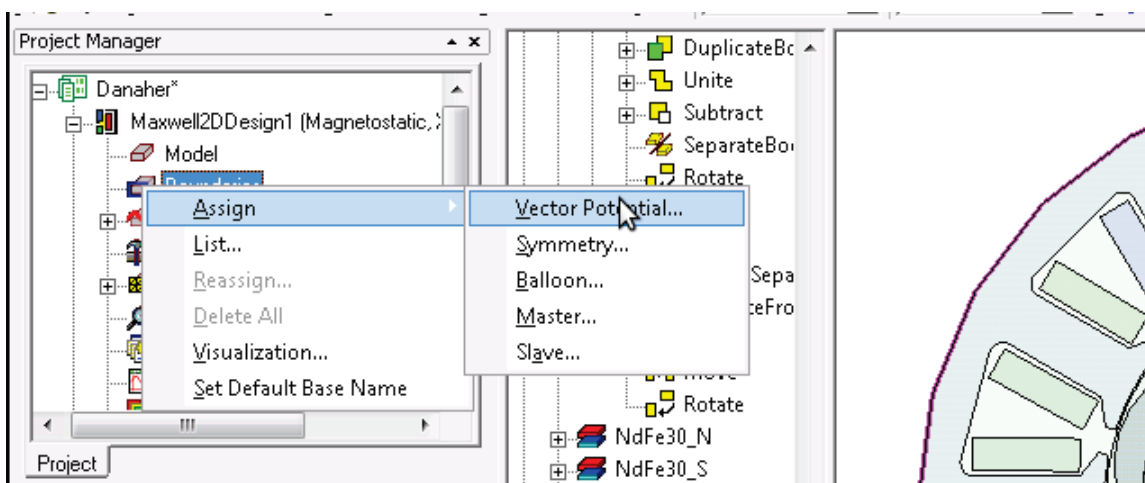 Project Manager
Danaher*
Maxwell2DDesign1 (Magnetostatic,
Model
Assign
List...
Reassign...
Delete All
Visualization...
Set Default Base Name
Project
Vector Potential...
Symmetry...
Balloon...
Master...
Slave...
DuplicateBo
Unite
Subtract
SeparateBo
Rotate
Sepa
teFro
Rotate
NdFe30_N
NdFe30_S